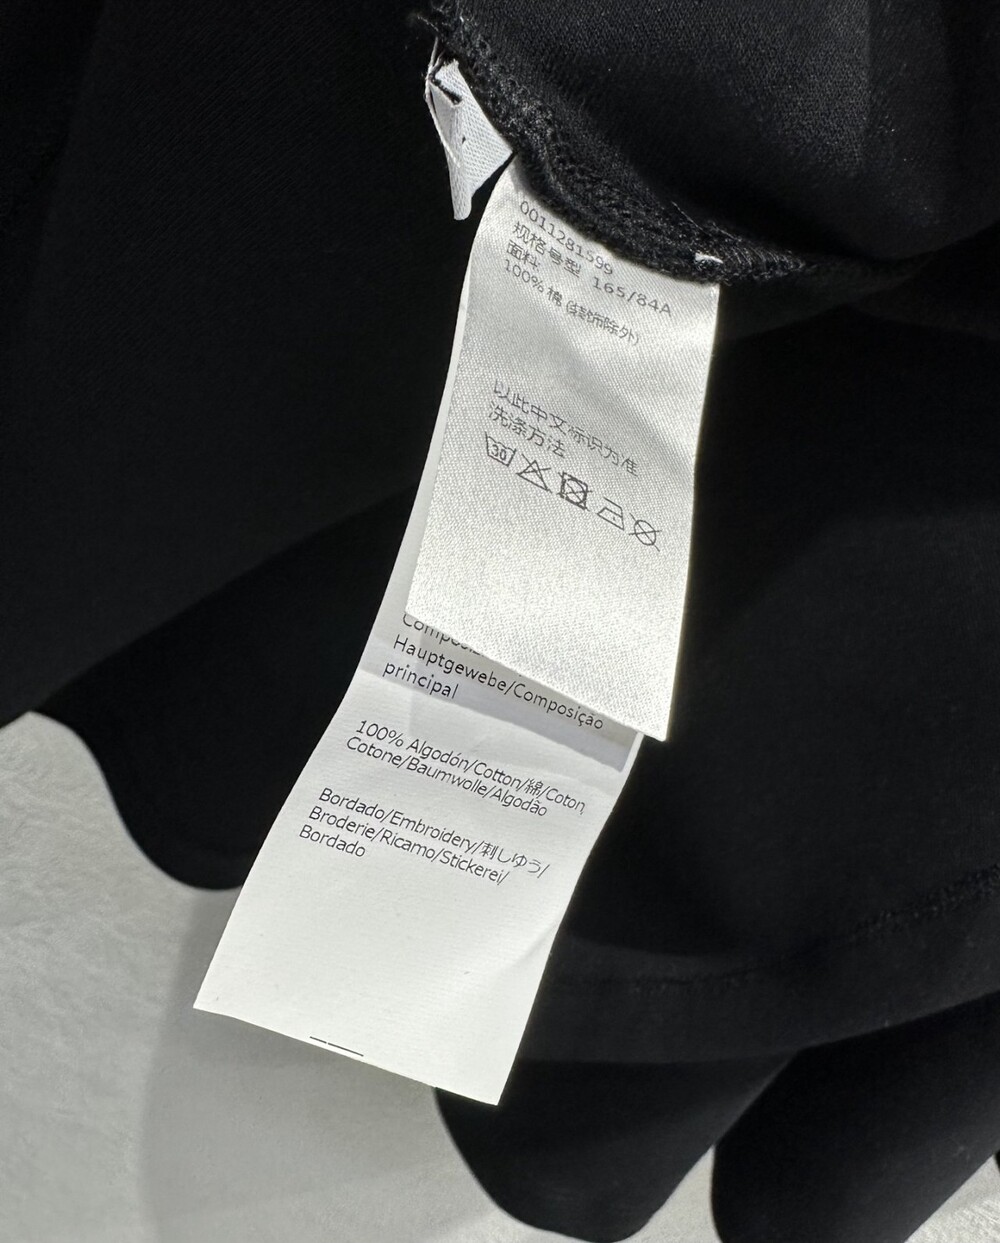 0011281599
规格号型 165/84A
面料
100% 棉 (装饰除外)
以此中文标识为准
洗涤方法
30
Hauptgewebe/Composição
principal
100% Algodón/Cotton/綿/Coton,
Cotone/Baumwolle/Algodão
Bordado/Embroidery/刺しゆう/
Broderie/Ricamo/Stickerei/
Bordado